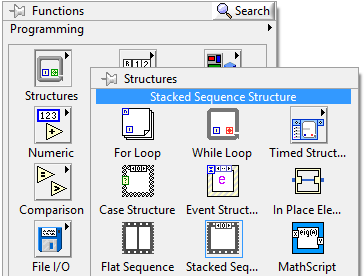 Functions
Search
Programming
Structures
Structures
Stacked Sequence Structure
123
Numeric
For Loop
While Loop
Timed Struct...
Comparison
Case Structure
Event Struct...
In Place Ele...
File I/O
Flat Sequence
Stacked Seq...
MathScript